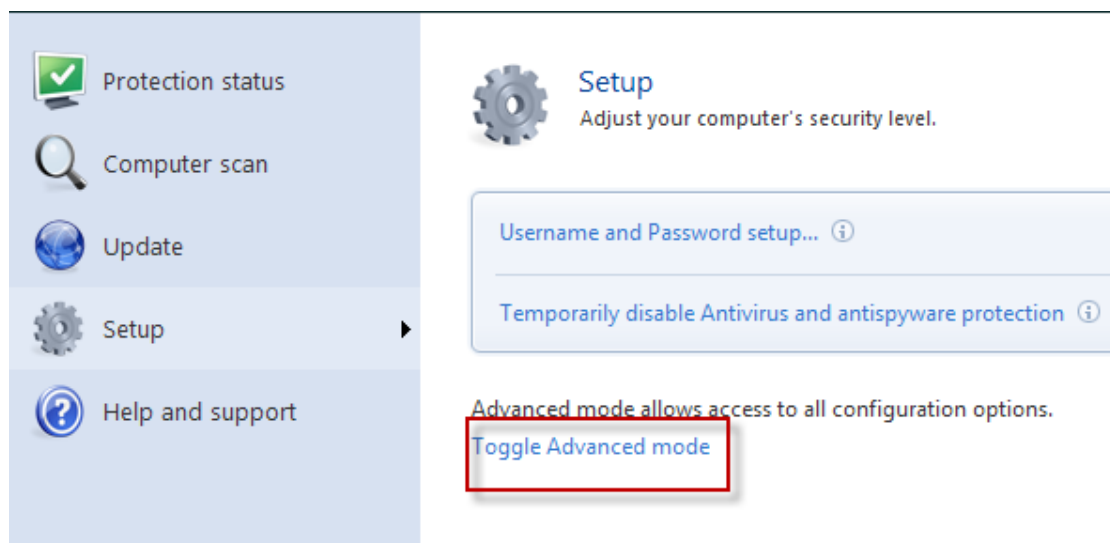 Protection status
Computer scan
Update
Setup
Help and support
Setup
Adjust your computer's security level.
Username and Password setup...
Temporarily disable Antivirus and antispyware protection
Advanced mode allows access to all configuration options.
Toggle Advanced mode